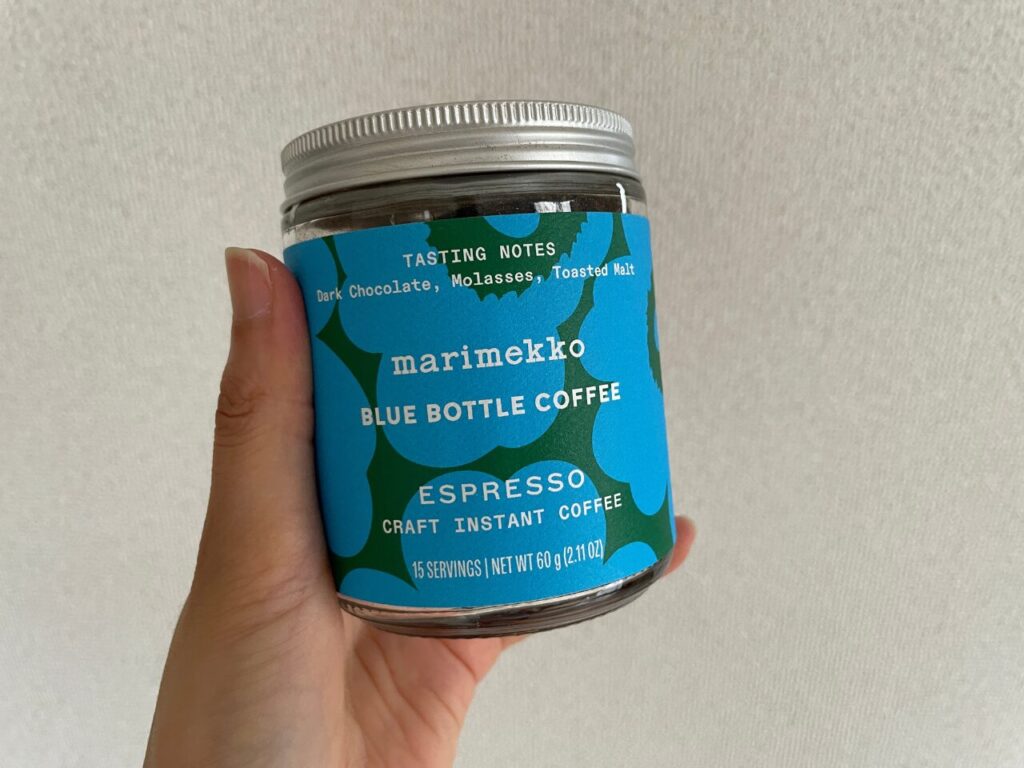 TASTING NOTES
Dark Chocolate, Molasses, Toasted Malt
marimekko
BLUE BOTTLE COFFEE
ESPRESSO
CRAFT INSTANT COFFEE
15 SERVINGS | NET WT 60 g (2.11 OZ)